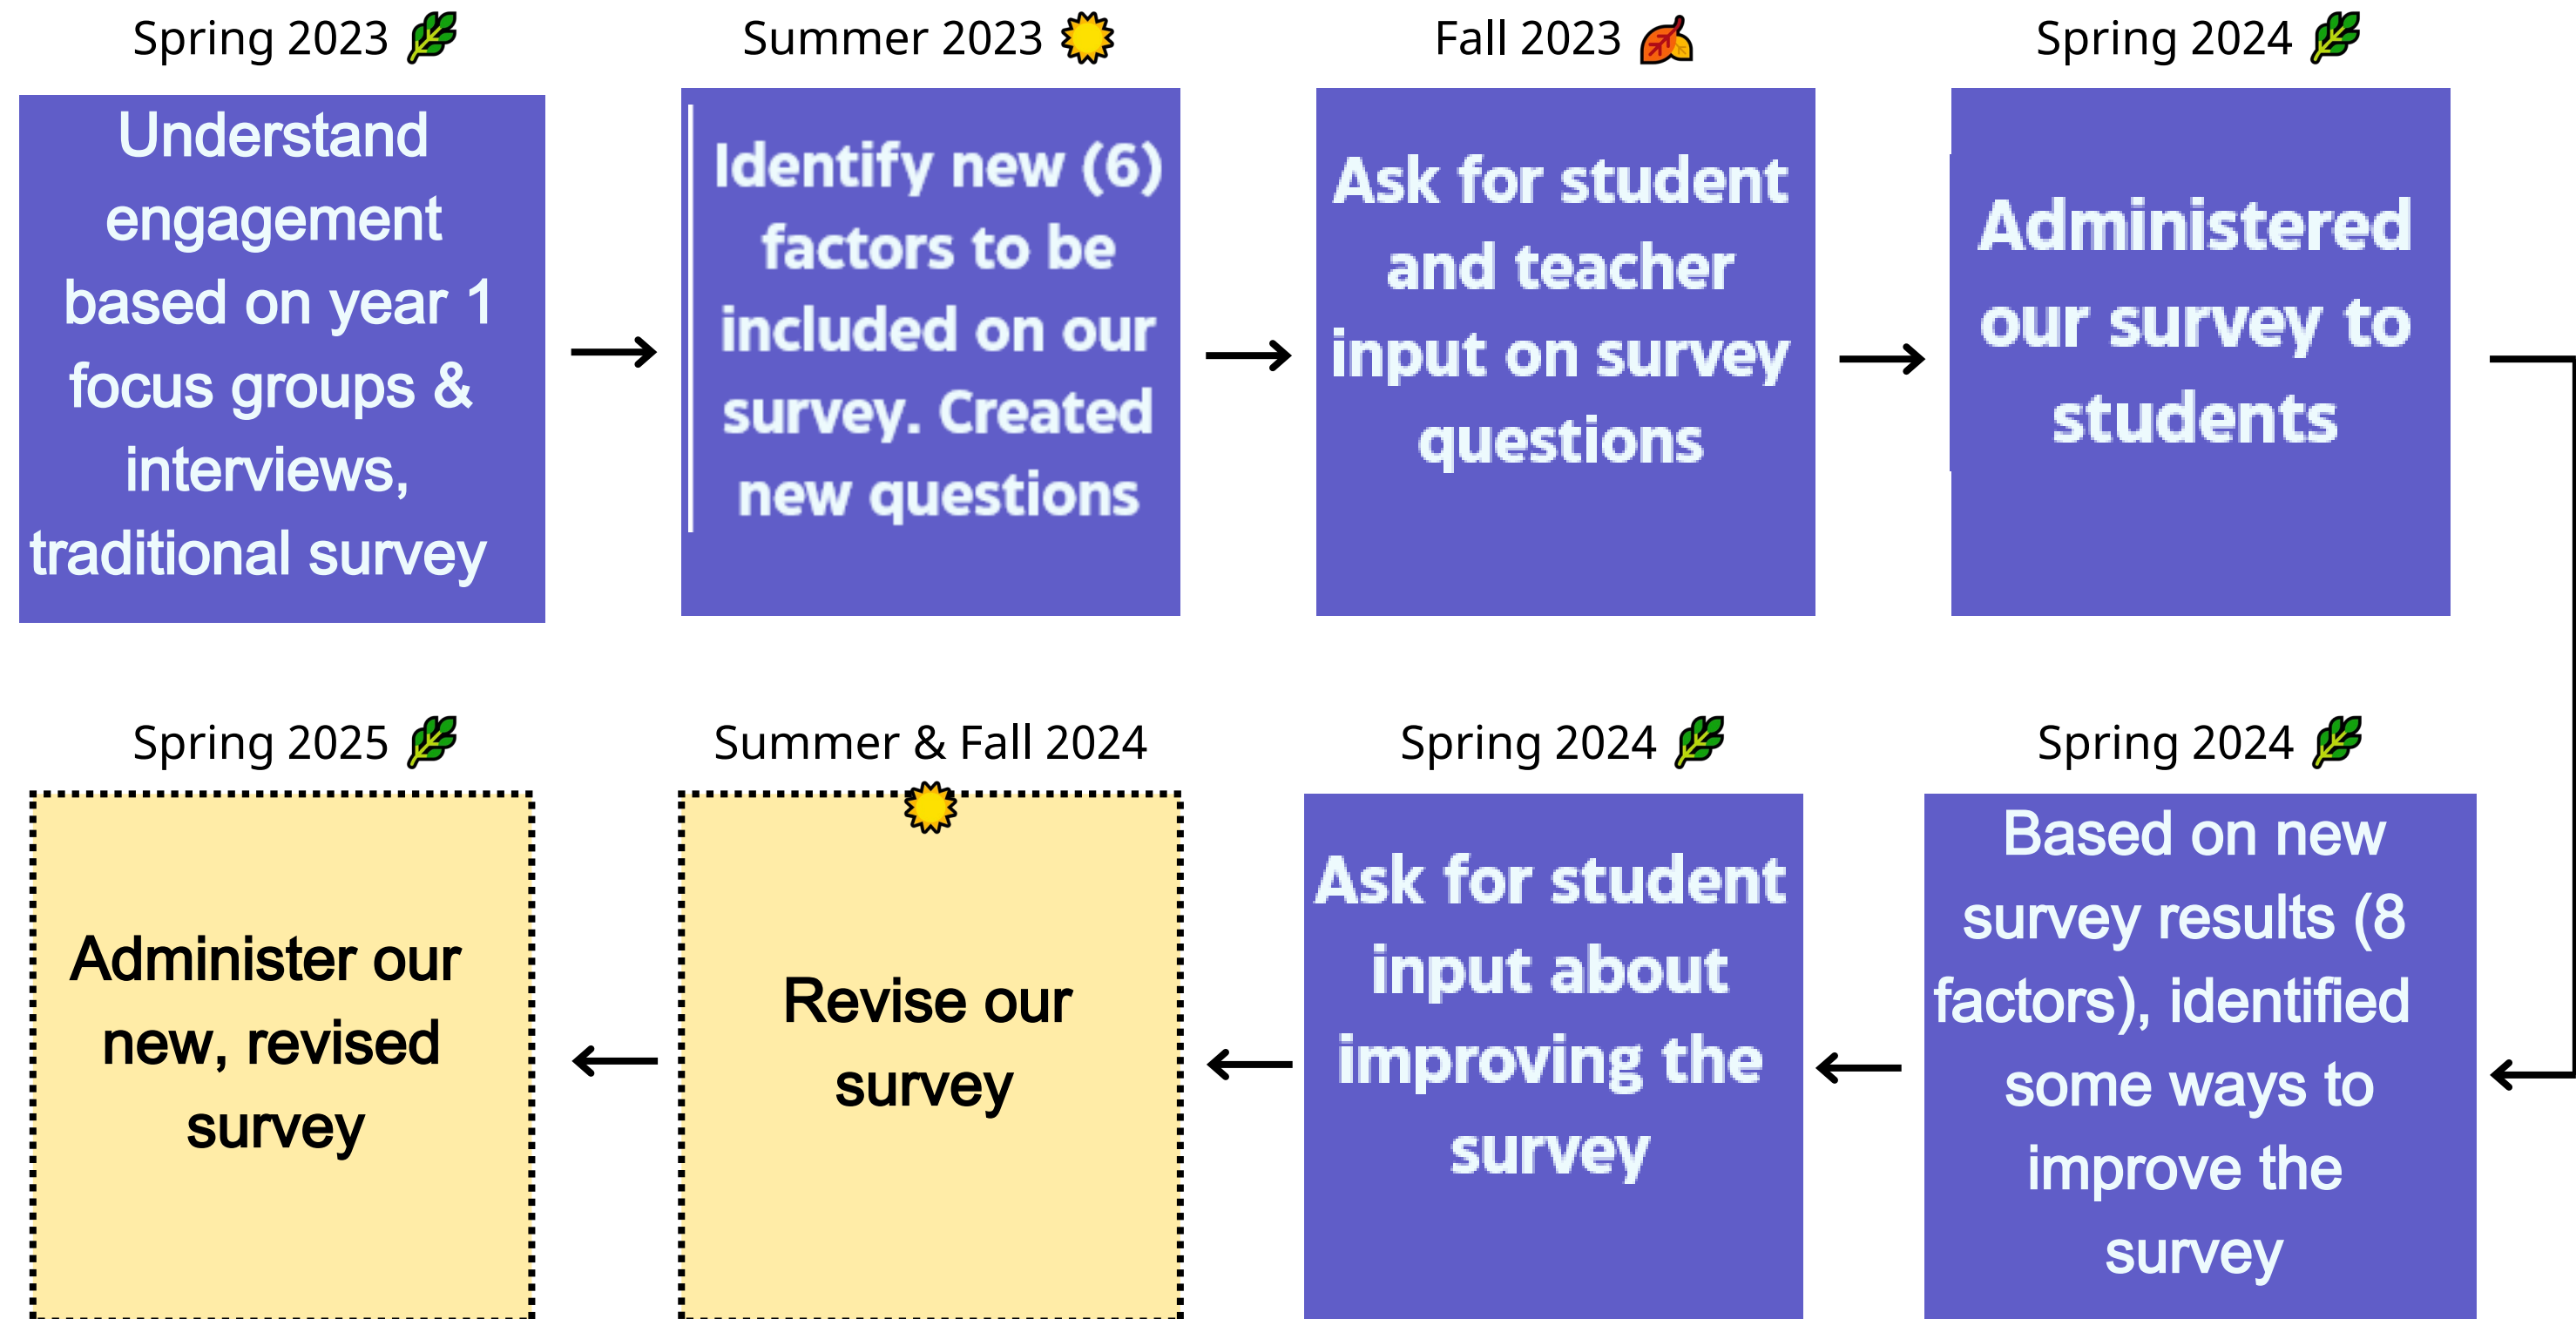 Spring 2023
Understand
engagement
based on year 1
focus groups &
interviews,
traditional survey
Summer 2023
Identify new (6)
factors to be
included on our
survey. Created
new questions
Fall 2023
Ask for student
and teacher
input on survey
questions
Spring 2024
Administered
our survey to
students
Spring 2024
Based on new
survey results (8
factors), identified
some ways to
improve the
survey
Spring 2024
Ask for student
input about
improving the
survey
Summer & Fall 2024
Revise our
survey
Spring 2025
Administer our
new, revised
survey